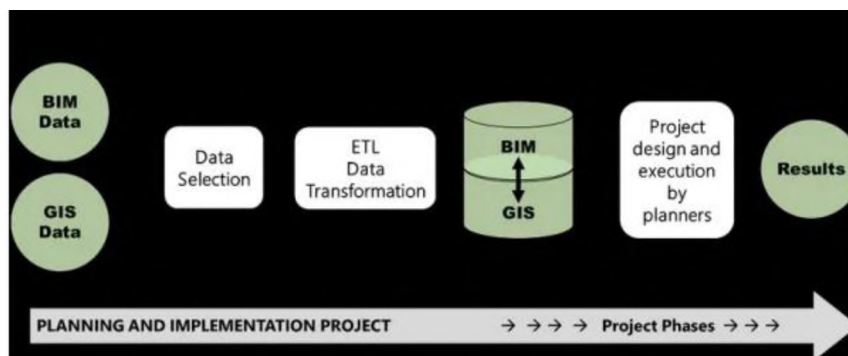 BIM
Data
GIS
Data
Data
Selection
ETL
Data
Transformation
BIM
GIS
Project
design and
execution
by
planners
Results
PLANNING AND IMPLEMENTATION PROJECT → → → → Project Phases → → →